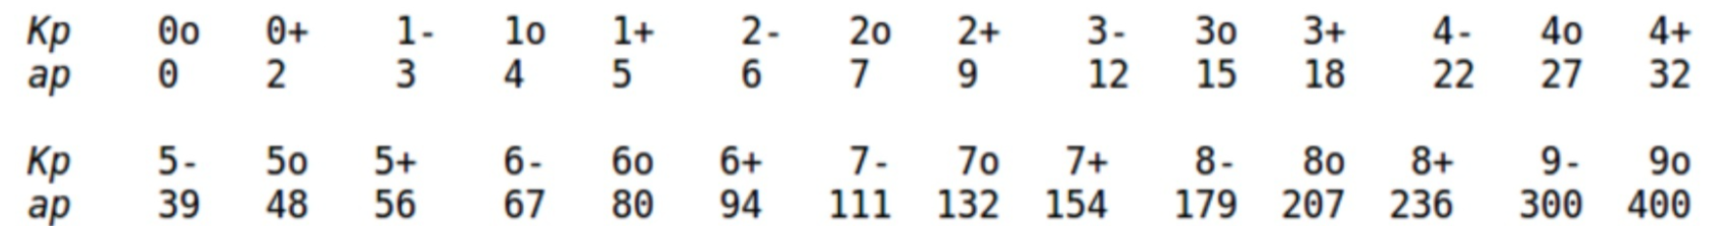 Kp 0o 0+ 1- 1o 1+ 2- 2o 2+ 3- 3o 3+ 4- 4o 4+
ap 0 2 3 4 5 6 7 9 12 15 18 22 27 32
Kp 5- 5o 5+ 6- 6o 6+ 7- 7o 7+ 8- 8o 8+ 9- 9o
ap 39 48 56 67 80 94 111 132 154 179 207 236 300 400